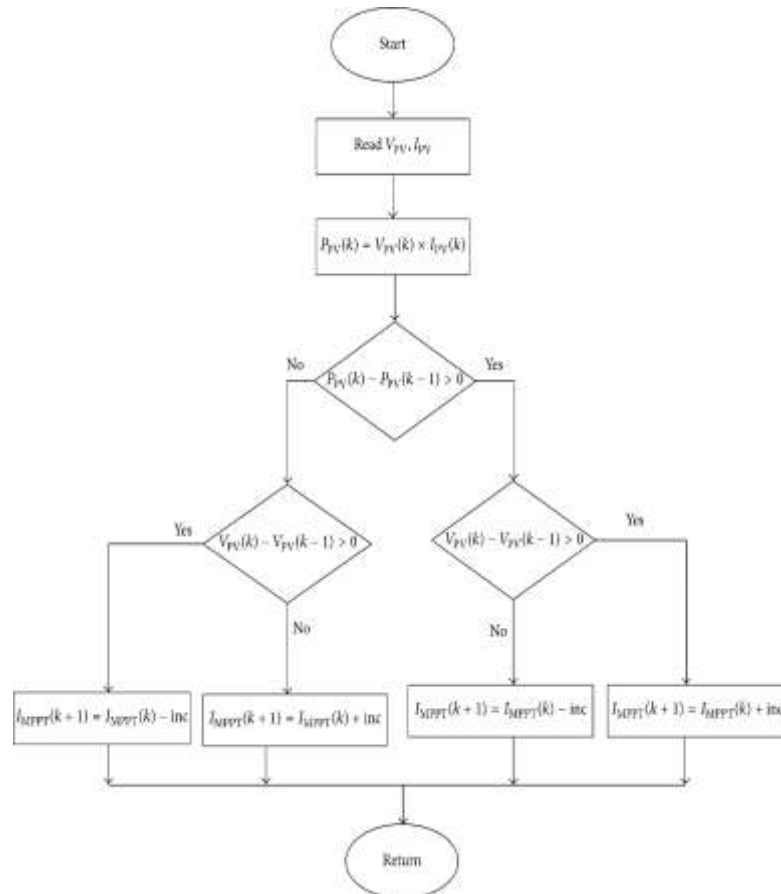 Start
Read V_PV, I_PV
P_PV(k) = V_PV(k) × I_PV(k)
No
Yes
P_PV(k) − P_PV(k − 1) > 0
Yes
V_PV(k) − V_PV(k − 1) > 0
V_PV(k) − V_PV(k − 1) > 0
Yes
No
No
I_MPPT(k + 1) = I_MPPT(k) − inc
I_MPPT(k + 1) = I_MPPT(k) + inc
I_MPPT(k + 1) = I_MPPT(k) − inc
I_MPPT(k + 1) = I_MPPT(k) + inc
Return